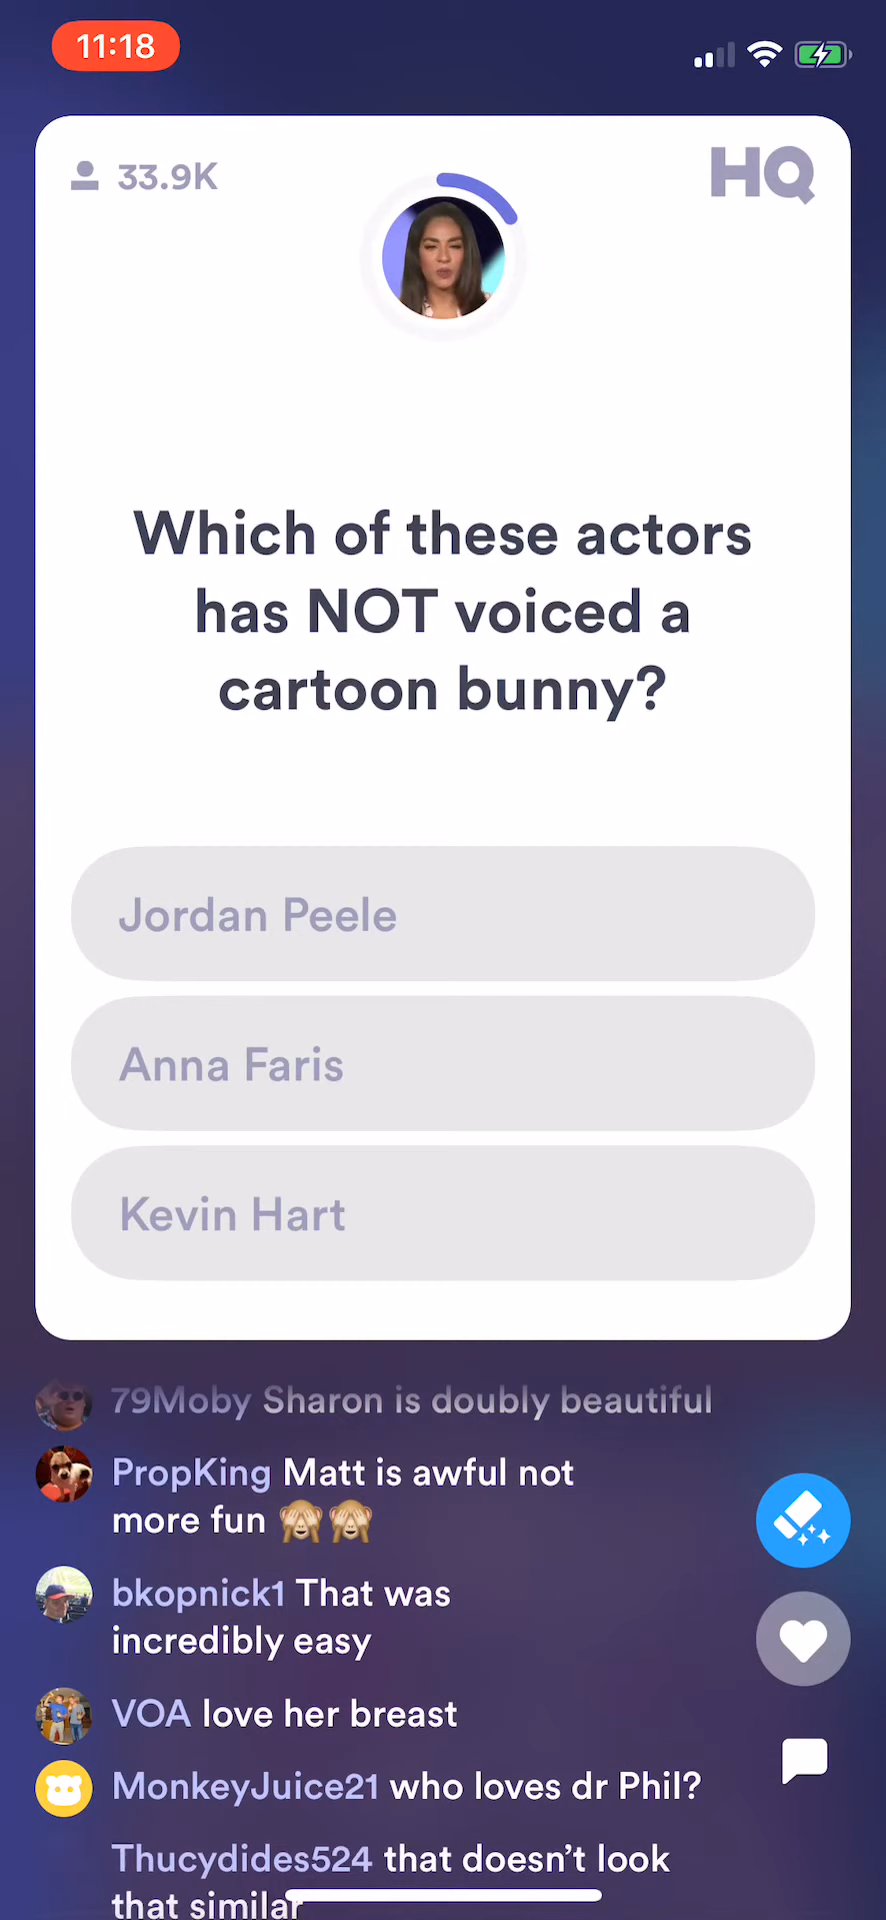 11:18
33.9K
HQ
Which of these actors
has NOT voiced a
cartoon bunny?
Jordan Peele
Anna Faris
Kevin Hart
79Moby Sharon is doubly beautiful
PropKing Matt is awful not
more fun 🙈🙈
bkopnick1 That was
incredibly easy
VOA love her breast
MonkeyJuice21 who loves dr Phil?
Thucydides524 that doesn’t look
that similar